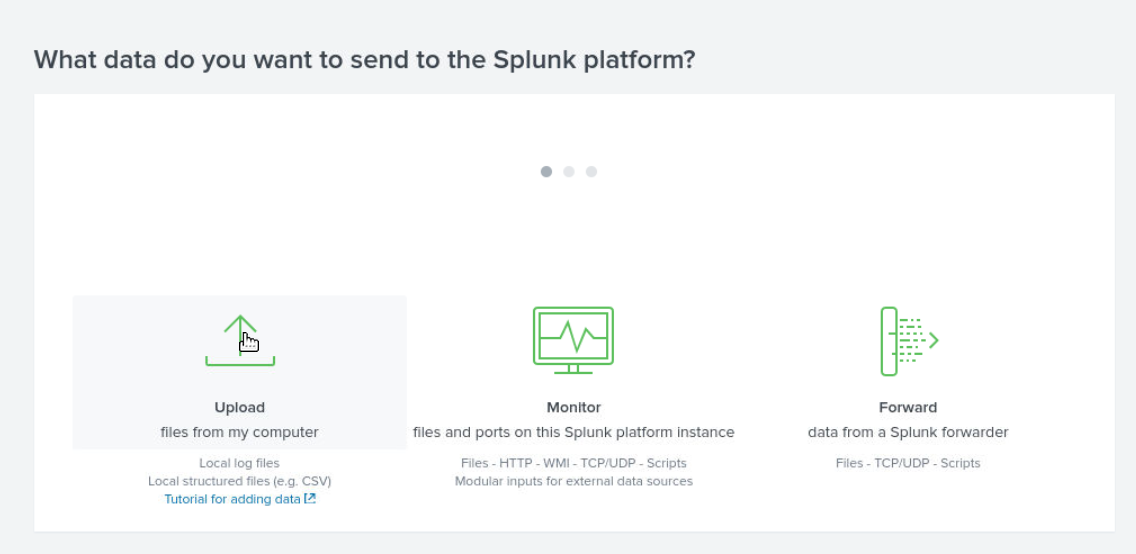 What data do you want to send to the Splunk platform?
Upload
files from my computer
Local log files
Local structured files (e.g. CSV)
Tutorial for adding data
Monitor
files and ports on this Splunk platform instance
Files - HTTP - WMI - TCP/UDP - Scripts
Modular inputs for external data sources
Forward
data from a Splunk forwarder
Files - TCP/UDP - Scripts